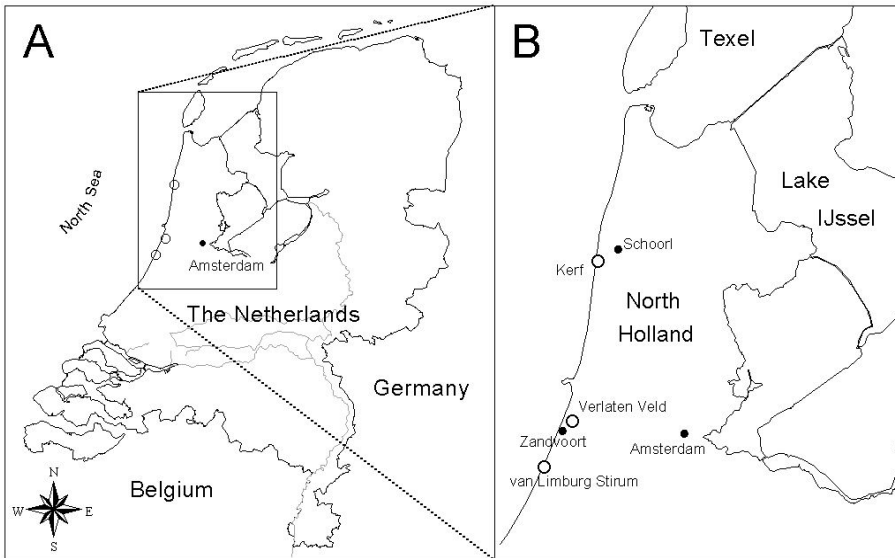 A
North Sea
Amsterdam
The Netherlands
Germany
Belgium
N
W
E
S
B
Texel
Lake
IJssel
Schoorl
Kerf
North
Holland
Verlaten Veld
Zandvoort
Amsterdam
van Limburg Stirum